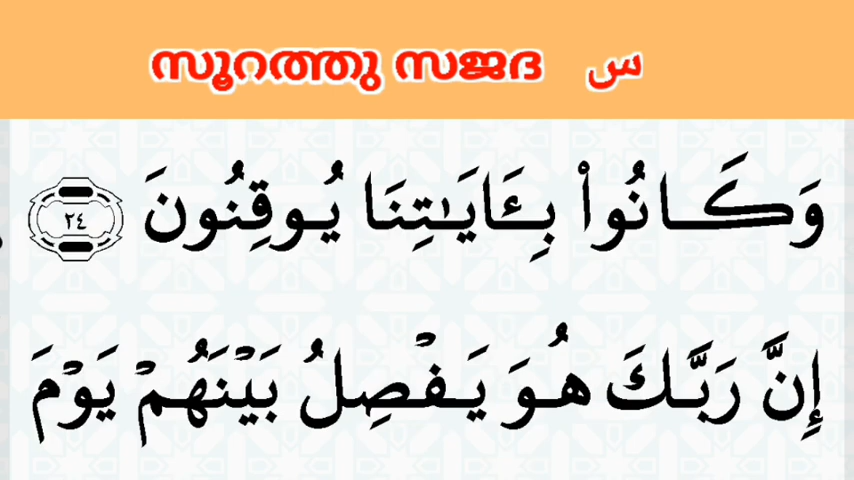 സൂറത്തു സജദ س
وَكَانُوا۟ بِـَٔايَـٰتِنَا يُوقِنُونَ ٢٤
إِنَّ رَبَّكَ هُوَ يَفْصِلُ بَيْنَهُمْ يَوْمَ